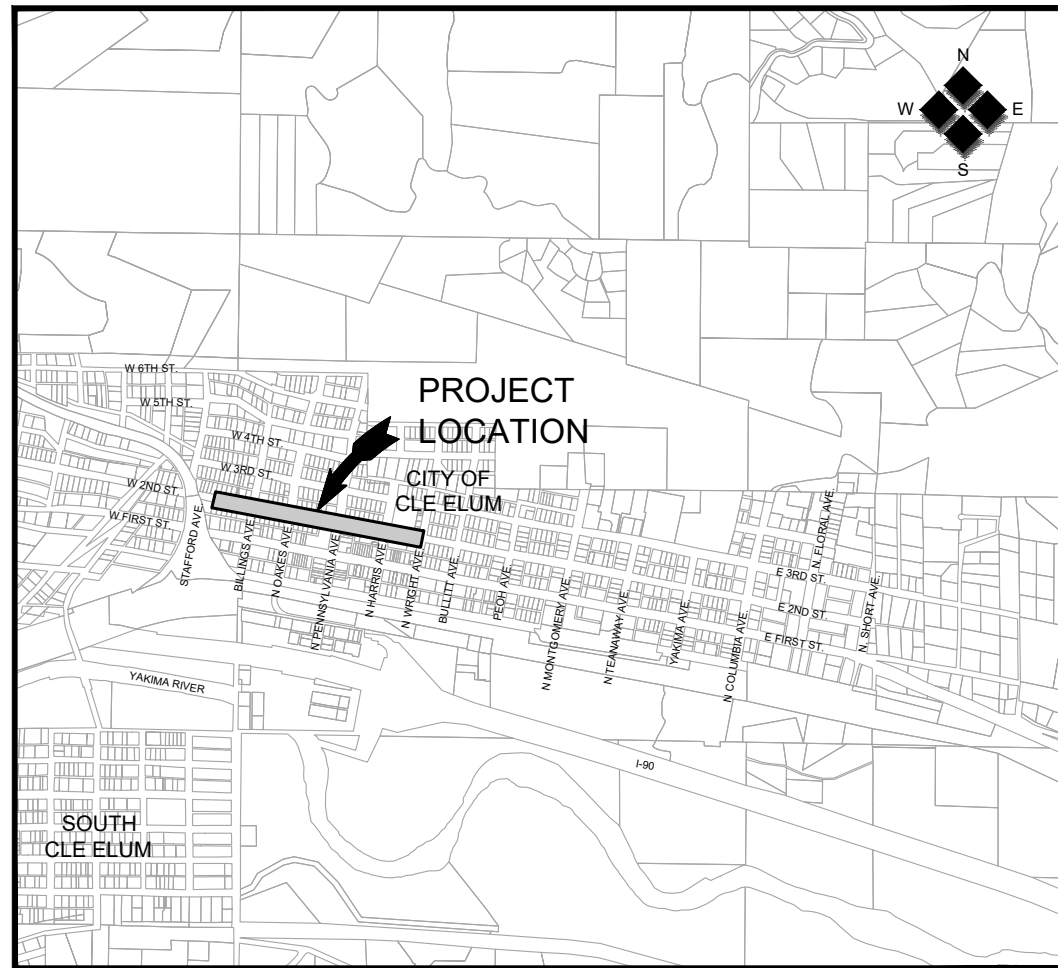 N
W
E
S
W 6TH ST.
W 5TH ST.
PROJECT
LOCATION
W 4TH ST.
W 3RD ST.
CITY OF
CLE ELUM
W 2ND ST.
W FIRST ST.
STAFFORD AVE.
BILLINGS AVE.
N OAKES AVE.
N PENNSYLVANIA AVE.
N HARRIS AVE.
N WRIGHT AVE.
BULLITT AVE.
PEOH AVE.
N MONTGOMERY AVE.
N TEANAWAY AVE.
YAKIMA AVE.
N COLUMBIA AVE.
N. FLORAL AVE.
N. SHORT AVE.
E 3RD ST.
E 2ND ST.
E FIRST ST.
YAKIMA RIVER
I-90
SOUTH
CLE ELUM